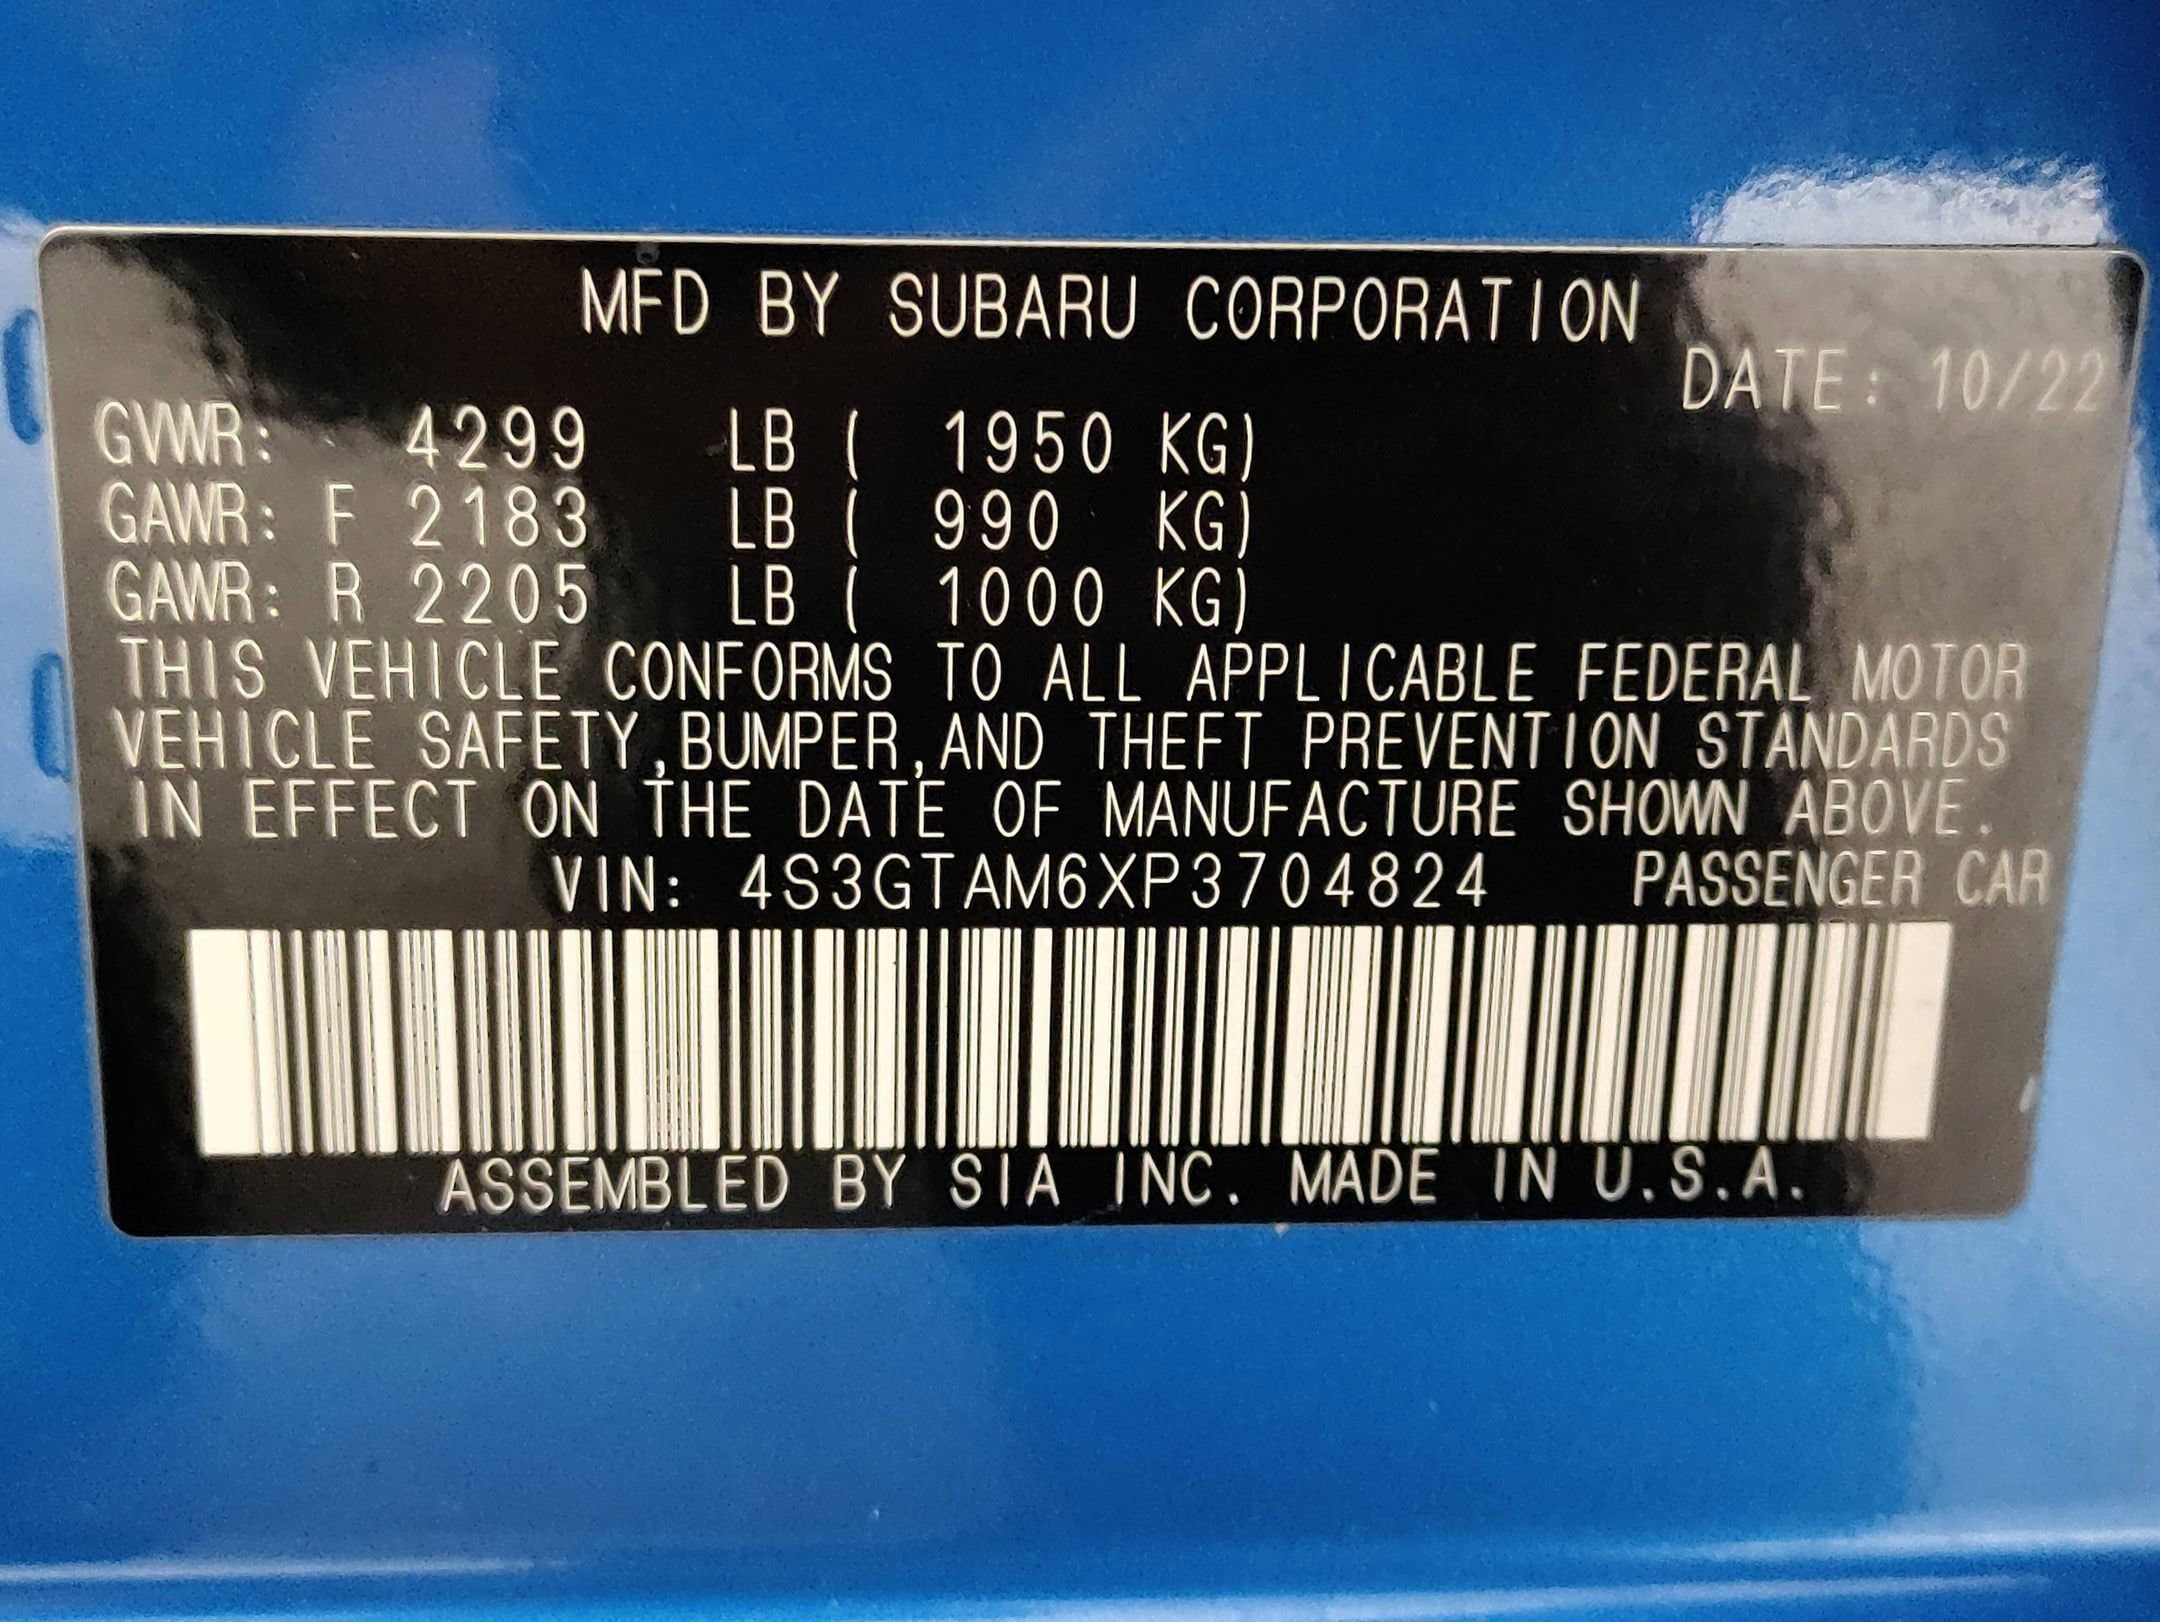 MFD BY SUBARU CORPORATION
DATE: 10/22
GVWR: 4299 LB ( 1950 KG)
GAWR: F 2183 LB ( 990 KG)
GAWR: R 2205 LB ( 1000 KG)
THIS VEHICLE CONFORMS TO ALL APPLICABLE FEDERAL MOTOR
VEHICLE SAFETY,BUMPER,AND THEFT PREVENTION STANDARDS
IN EFFECT ON THE DATE OF MANUFACTURE SHOWN ABOVE.
VIN: 4S3GTAM6XP3704824 PASSENGER CAR
ASSEMBLED BY SIA INC. MADE IN U.S.A.